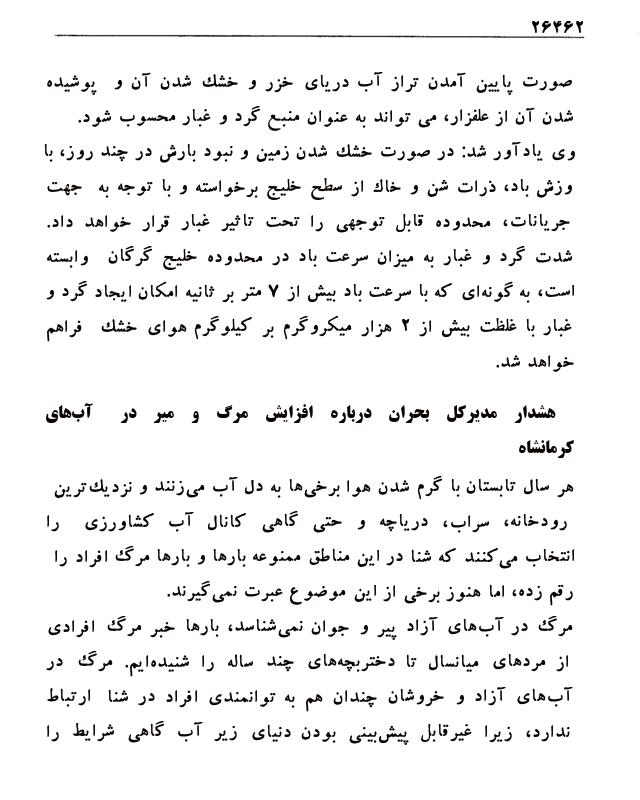 ۲۶۴۶۲
صورت پایین آمدن تراز آب دریای خزر و خشك شدن آن و پوشیده
شدن آن از علفزار، می تواند به عنوان منبع گرد و غبار محسوب شود.
وی یادآور شد: در صورت خشك شدن زمین و نبود بارش در چند روز، با
وزش باد، ذرات شن و خاك از سطح خلیج برخواسته و با توجه به جهت
جریانات، محدوده قابل توجهی را تحت تاثیر غبار قرار خواهد داد.
شدت گرد و غبار به میزان سرعت باد در محدوده خلیج گرگان وابسته
است، به گونه‌ای که با سرعت باد بیش از ۷ متر بر ثانیه امکان ایجاد گرد و
غبار با غلظت بیش از ۲ هزار میکروگرم بر کیلوگرم هوای خشك فراهم
خواهد شد.
هشدار مدیرکل بحران درباره افزایش مرگ و میر در آب‌های
کرمانشاه
هر سال تابستان با گرم شدن هوا برخی‌ها به دل آب می‌زنند و نزدیك‌ترین
رودخانه، سراب، دریاچه و حتی گاهی کانال آب کشاورزی را
انتخاب می‌کنند که شنا در این مناطق ممنوعه بارها و بارها مرگ افراد را
رقم زده، اما هنوز برخی از این موضوع عبرت نمی‌گیرند.
مرگ در آب‌های آزاد پیر و جوان نمی‌شناسد، بارها خبر مرگ افرادی
از مردهای میانسال تا دختربچه‌های چند ساله را شنیده‌ایم. مرگ در
آب‌های آزاد و خروشان چندان هم به توانمندی افراد در شنا ارتباط
ندارد، زیرا غیرقابل پیش‌بینی بودن دنیای زیر آب گاهی شرایط را